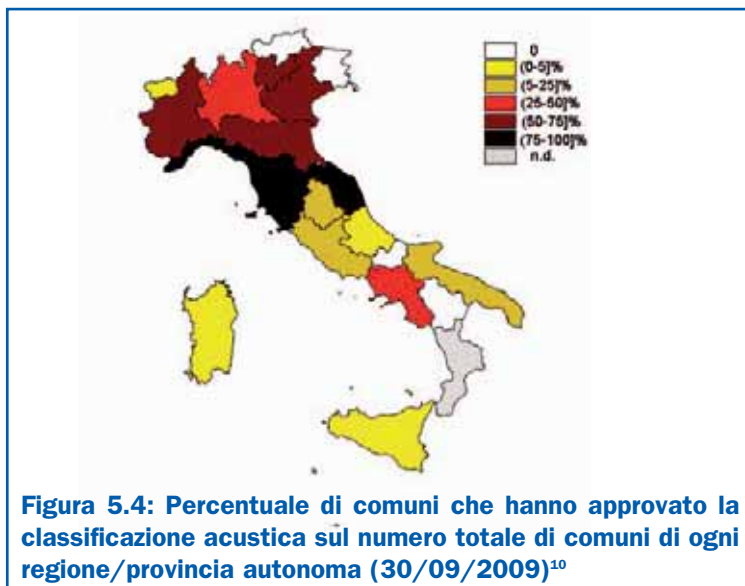 0
(0-5]%
(5-25]%
(25-50]%
(50-75]%
(75-100]%
n.d.
Figura 5.4: Percentuale di comuni che hanno approvato la
classificazione acustica sul numero totale di comuni di ogni
regione/provincia autonoma (30/09/2009)¹⁰